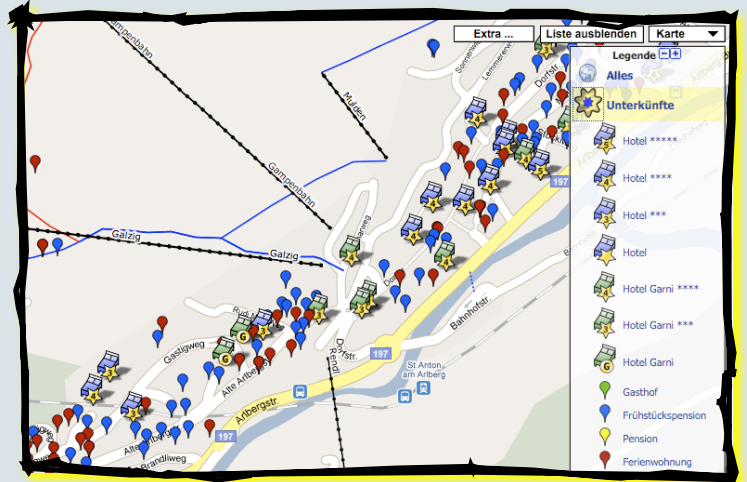 Extra ...
Liste ausblenden
Karte
Legende
Alles
Unterkünfte
Hotel *****
Hotel ****
Hotel ***
Hotel
Hotel Garni ****
Hotel Garni ***
Hotel Garni
Gasthof
Frühstückspension
Pension
Ferienwohnung
Gampenbahn
Mulden
Gampenbahn
Galzig
Galzig
Dorfstr.
197
Bahnhofstr.
Gastigweg
Dorfstr.
Rendl
197
St Anton
am Arlberg
Alte Arlbergstr.
Arlbergstr.
197
Brandliweg